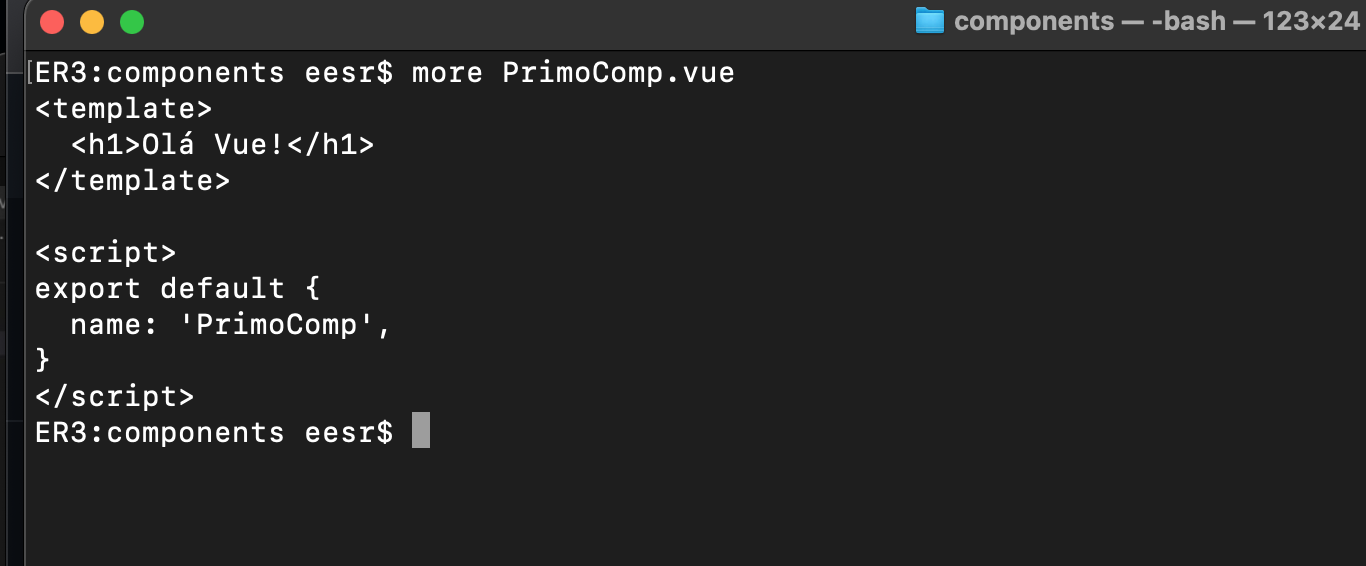 components — -bash — 123×24
ER3:components eesr$ more PrimoComp.vue
<template>
  <h1>Olá Vue!</h1>
</template>

<script>
export default {
  name: 'PrimoComp',
}
</script>
ER3:components eesr$